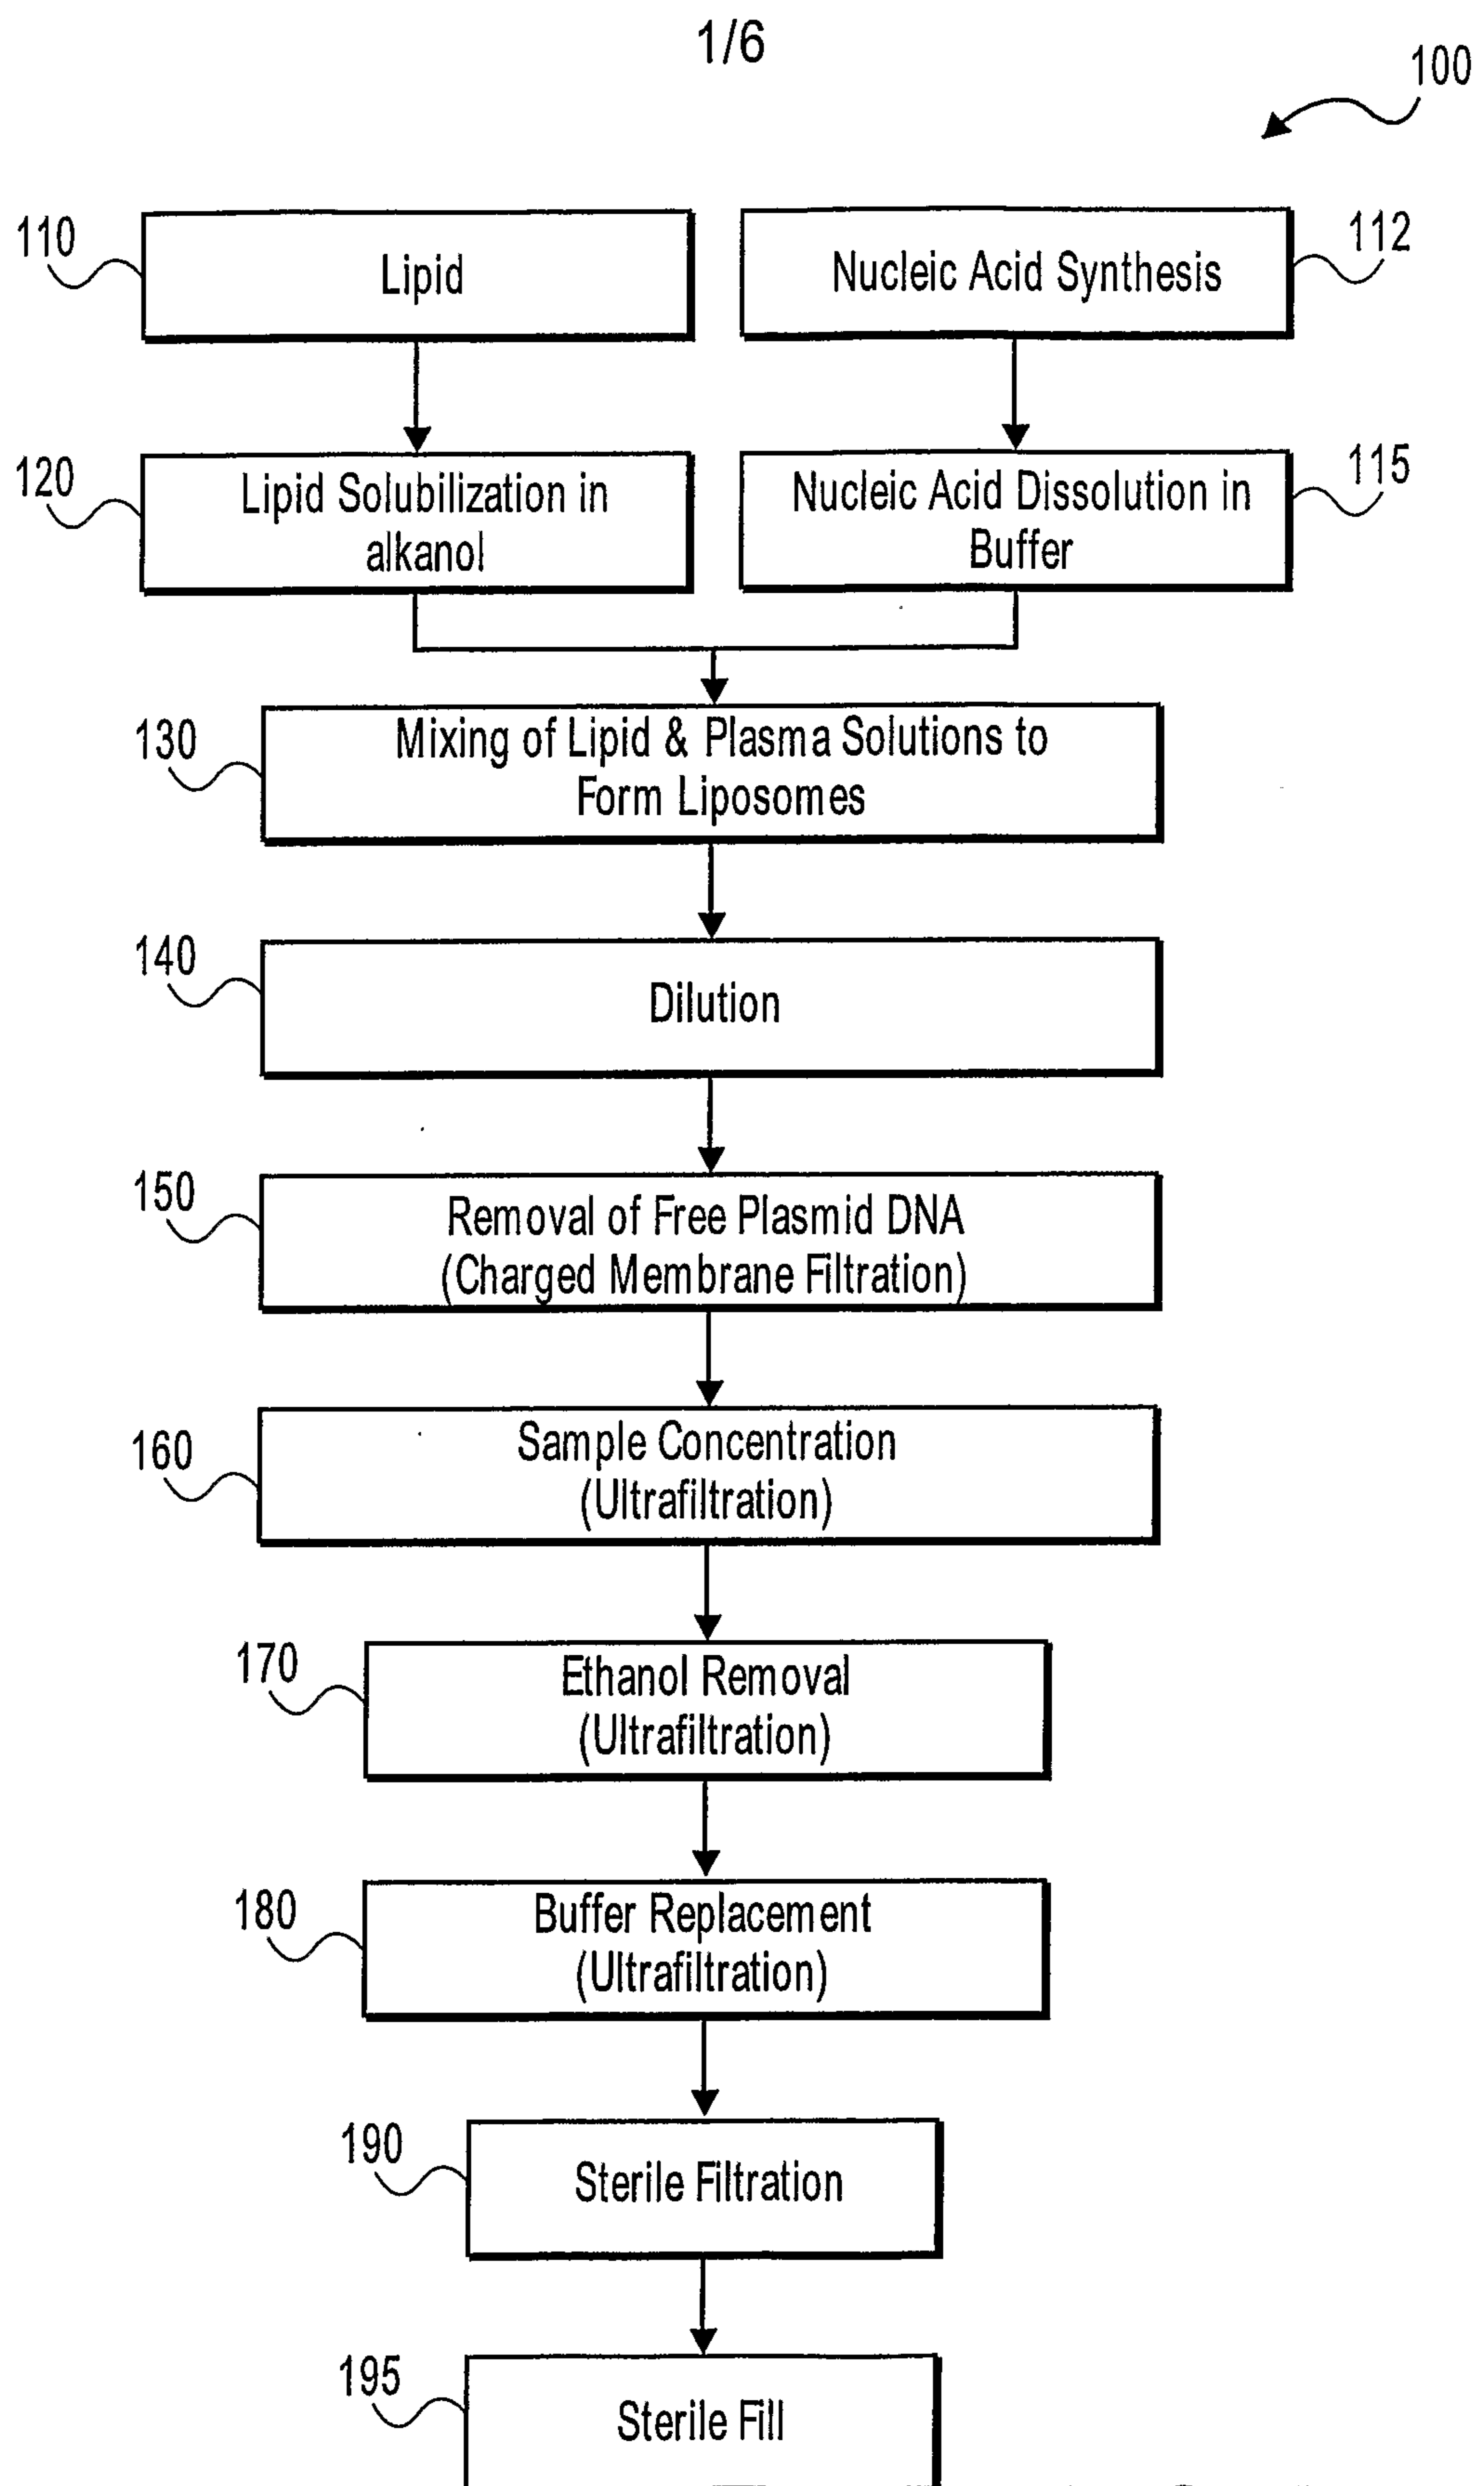 1/6
100
110
Lipid
Nucleic Acid Synthesis
112
120
Lipid Solubilization in
alkanol
Nucleic Acid Dissolution in
Buffer
115
130
Mixing of Lipid & Plasma Solutions to
Form Liposomes
140
Dilution
150
Removal of Free Plasmid DNA
(Charged Membrane Filtration)
160
Sample Concentration
(Ultrafiltration)
170
Ethanol Removal
(Ultrafiltration)
180
Buffer Replacement
(Ultrafiltration)
190
Sterile Filtration
195
Sterile Fill